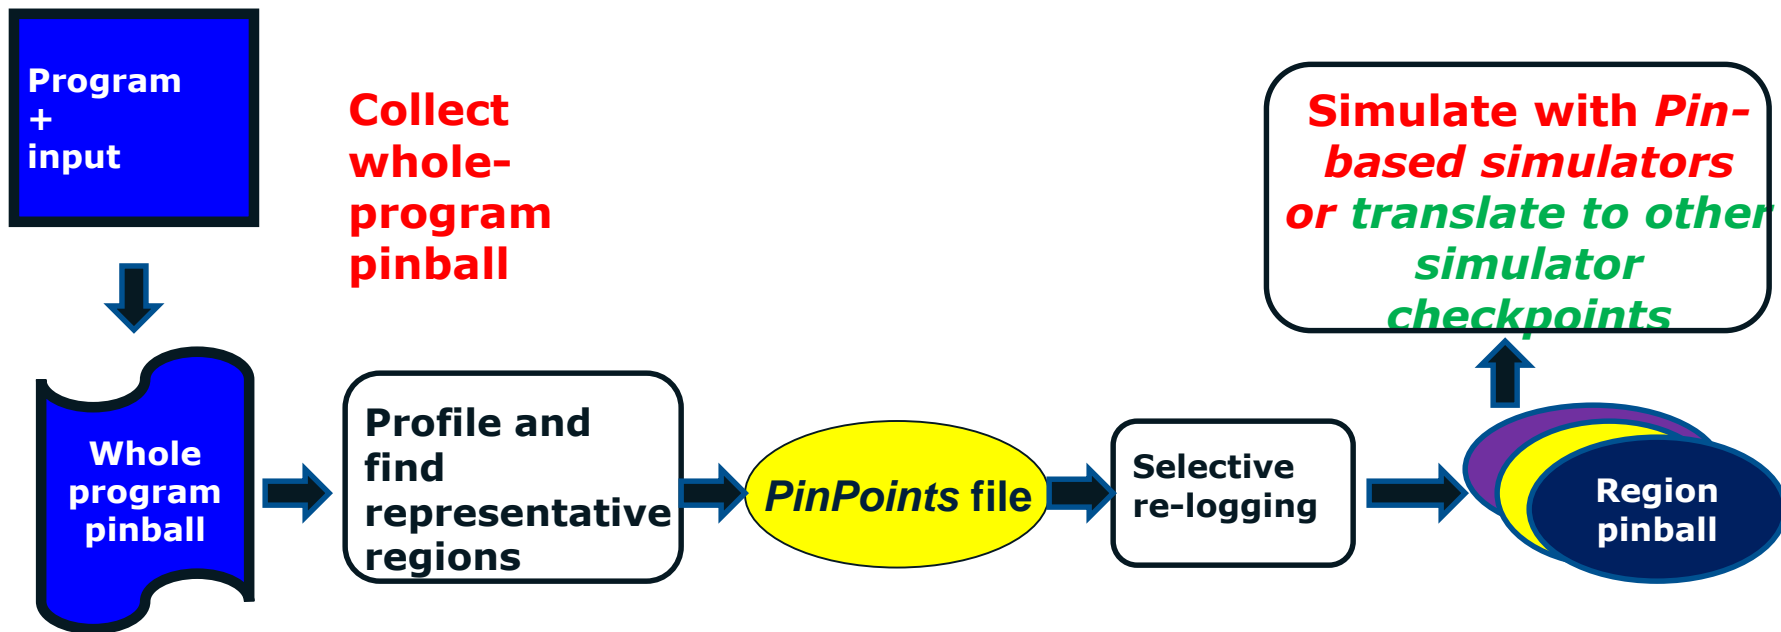 Program
+
input
Collect
whole-
program
pinball
Simulate with Pin-
based simulators
or translate to other
simulator
checkpoints
Whole
program
pinball
Profile and
find
representative
regions
PinPoints file
Selective
re-logging
Region
pinball